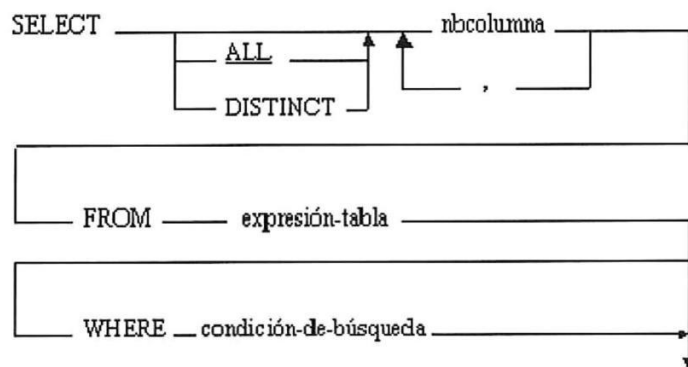 SELECT nbcolumna
ALL
,
DISTINCT
FROM expresión-tabla
WHERE condición-de-búsqueda